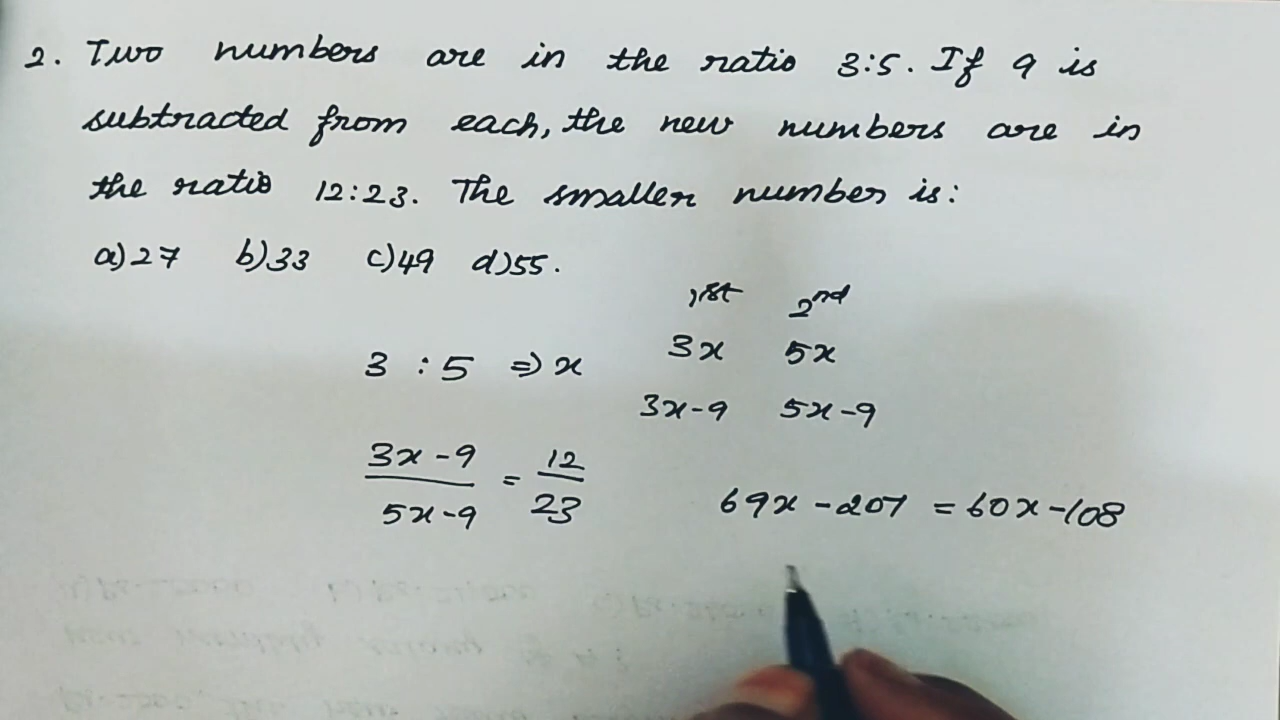 2. Two numbers are in the ratio 3:5. If 9 is
subtracted from each, the new numbers are in
the ratio 12:23. The smaller number is:
a) 27 b) 33 c) 49 d) 55.
1st 2nd
3 : 5 ⇒ x 3x 5x
3x-9 5x-9
3x-9/5x-9 = 12/23
69x - 207 = 60x - 108